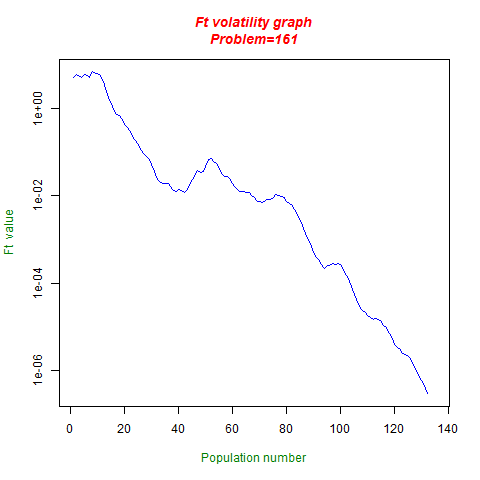 Ft volatility graph
Problem=161
1e+00
1e-02
1e-04
1e-06
Ft value
0 20 40 60 80 100 120 140
Population number